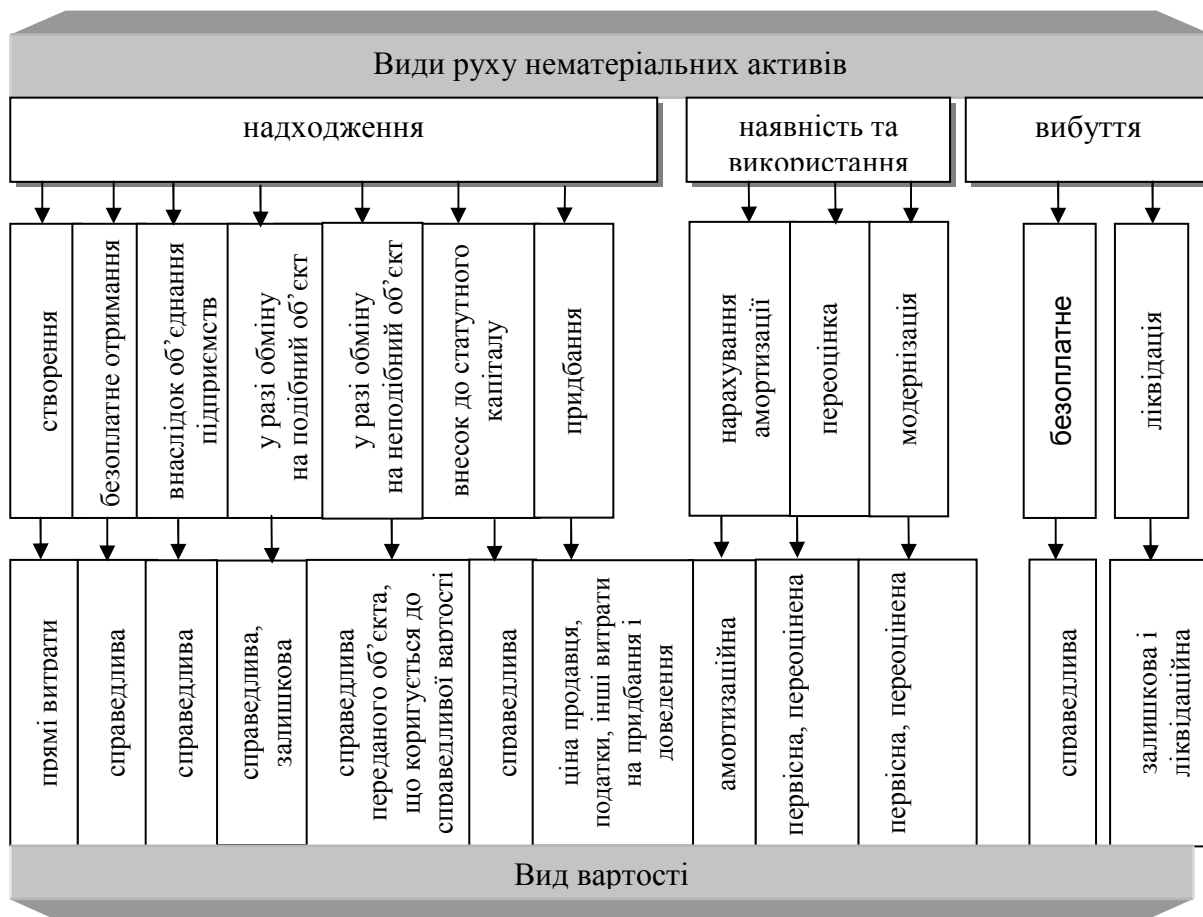 Види руху нематеріальних активів
надходження
наявність та
використання
вибуття
створення
безоплатне отримання
внаслідок об’єднання
підприємств
у разі обміну
на подібний об’єкт
у разі обміну
на неподібний об’єкт
внесок до статутного
капіталу
придбання
нарахування
амортизації
переоцінка
модернізація
безоплатне
ліквідація
прямі витрати
справедлива
справедлива
справедлива,
залишкова
справедлива
переданого об’єкта,
що коригується до
справедливої вартості
справедлива
ціна продавця,
податки, інші витрати
на придбання і
доведення
амортизаційна
первісна, переоцінена
первісна, переоцінена
справедлива
залишкова і
ліквідаційна
Вид вартості